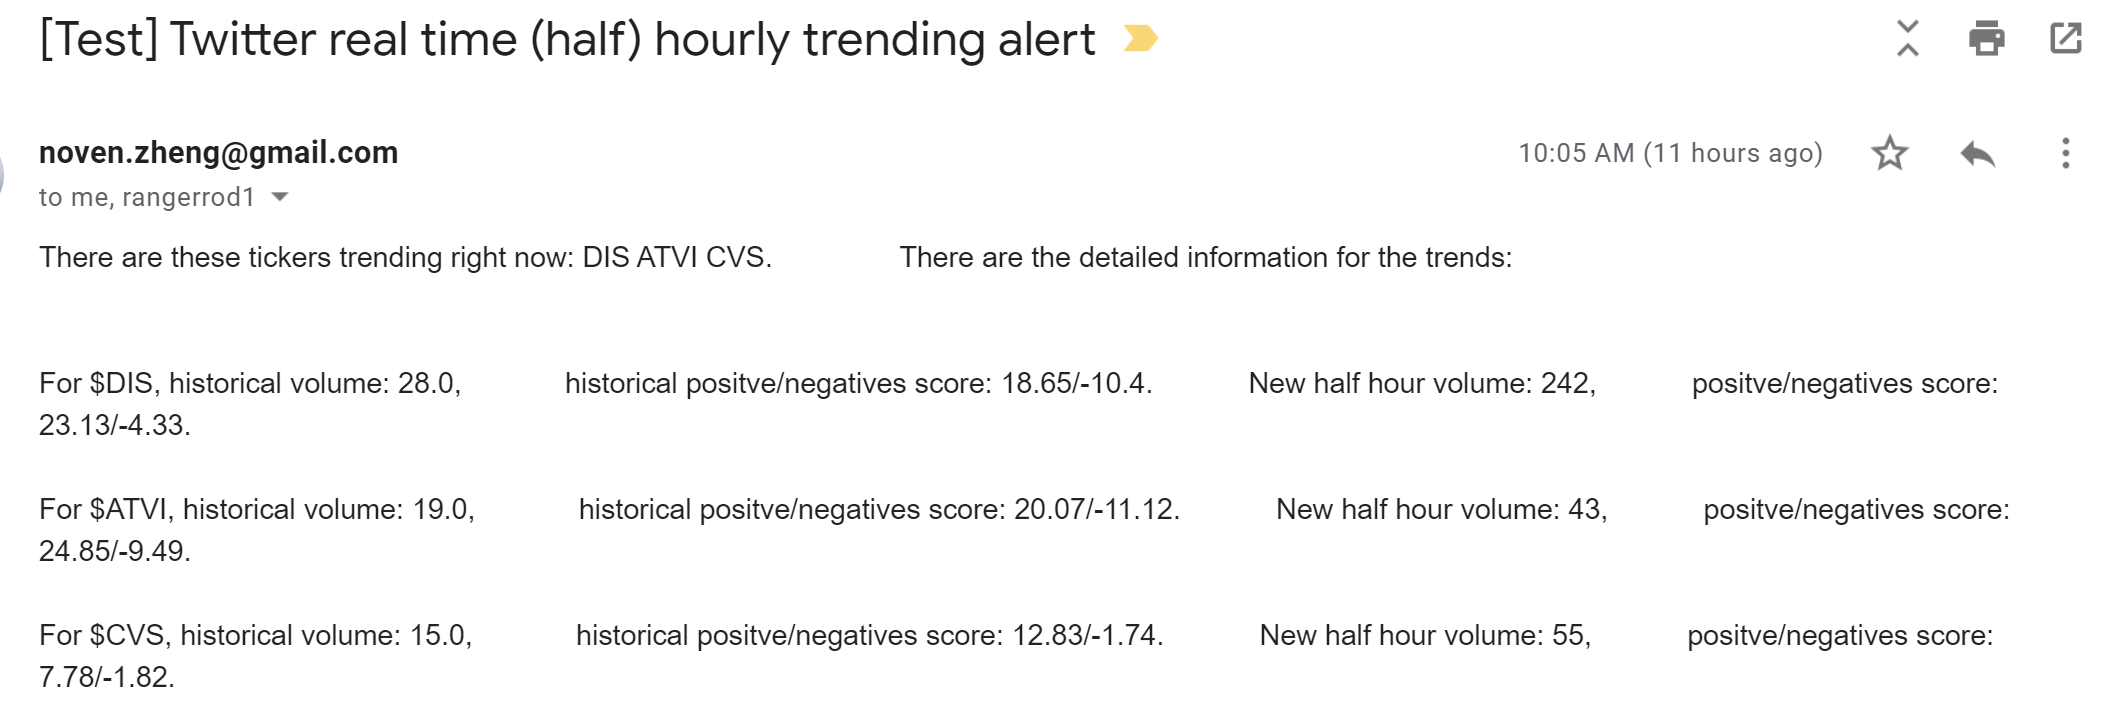 [Test] Twitter real time (half) hourly trending alert
noven.zheng@gmail.com
10:05 AM (11 hours ago)
to me, rangerrod1
There are these tickers trending right now: DIS ATVI CVS. There are the detailed information for the trends:
For $DIS, historical volume: 28.0, historical positve/negatives score: 18.65/-10.4. New half hour volume: 242, positve/negatives score:
23.13/-4.33.
For $ATVI, historical volume: 19.0, historical positve/negatives score: 20.07/-11.12. New half hour volume: 43, positve/negatives score:
24.85/-9.49.
For $CVS, historical volume: 15.0, historical positve/negatives score: 12.83/-1.74. New half hour volume: 55, positve/negatives score:
7.78/-1.82.